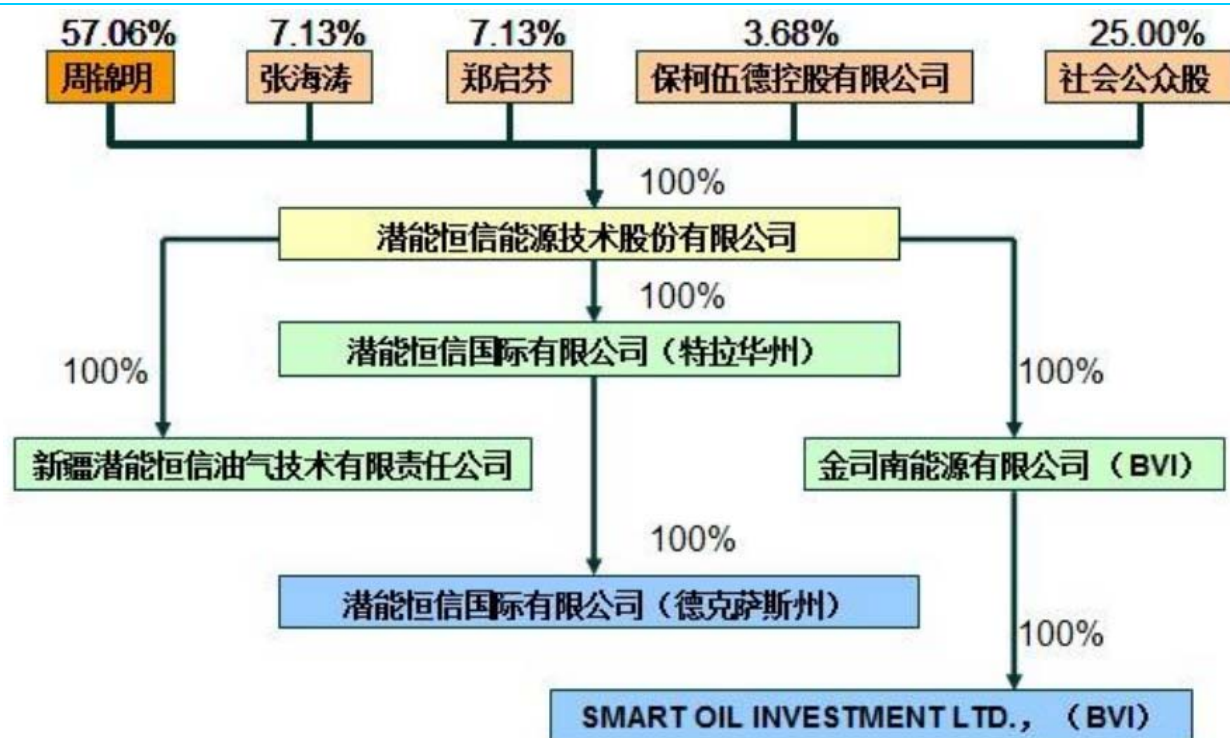 57.06% 7.13% 7.13% 3.68% 25.00%
周锦明 张海涛 郑启芬 保柯伍德控股有限公司 社会公众股
100%
潜能恒信能源技术股份有限公司
100%
潜能恒信国际有限公司（特拉华州）
100% 100%
新疆潜能恒信油气技术有限责任公司 金司南能源有限公司（BVI）
100%
潜能恒信国际有限公司（德克萨斯州）
100%
SMART OIL INVESTMENT LTD.，（BVI）